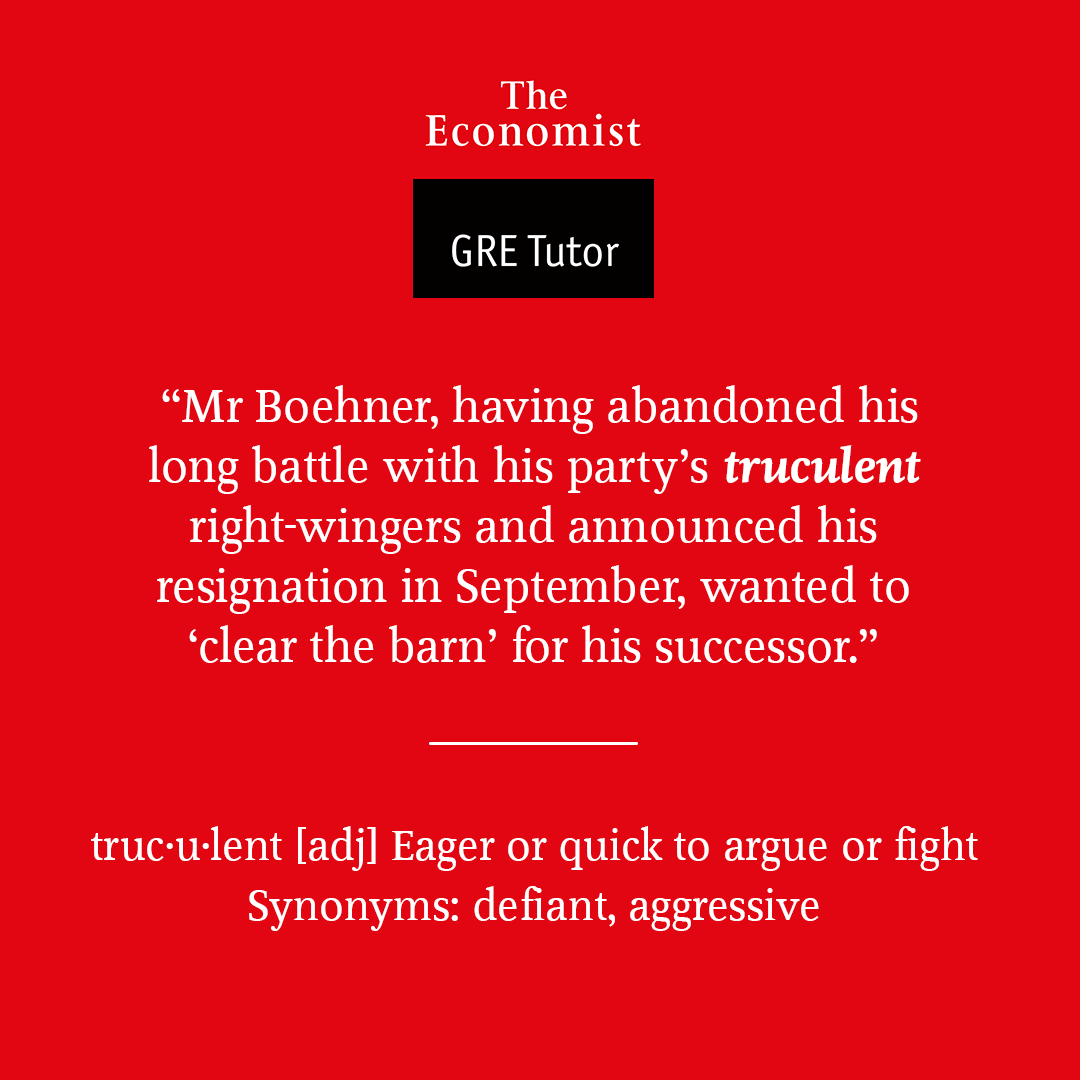 The
Economist
GRE Tutor
“Mr Boehner, having abandoned his
long battle with his party’s truculent
right-wingers and announced his
resignation in September, wanted to
‘clear the barn’ for his successor.”
truc·u·lent [adj] Eager or quick to argue or fight
Synonyms: defiant, aggressive